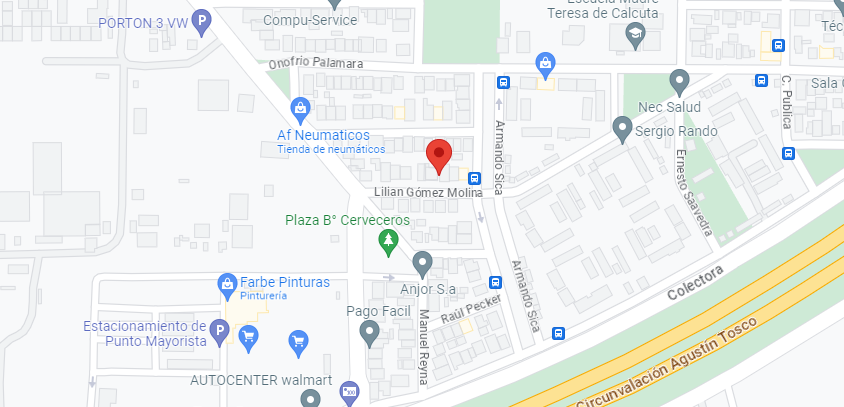 PORTON 3 VW
P
Compu-Service
Teresa de Calcuta
Téc
Onofrio Palamara
Nec Salud
Sala
C. Publica
Af Neumaticos
Tienda de neumáticos
Sergio Rando
Armando Sica
Ernesto Saavedra
Lilian Gómez Molina
Plaza B° Cerveceros
Colectora
Farbe Pinturas
Pinturería
Anjor S.a
Armando Sica
Raúl Pecker
Pago Facil
Manuel Reyna
Estacionamiento de
Punto Mayorista
P
Circunvalación Agustín Tosco
AUTOCENTER walmart